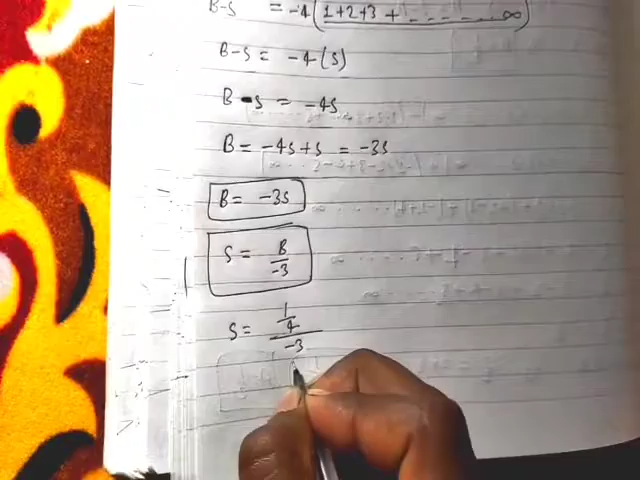 B-S = -4(1+2+3+ - - - - - - ∞)
B-S = -4(S)
B-S = -4S
B = -4S+S = -3S
B = -3S
S = B/-3
S = 1/4/-3